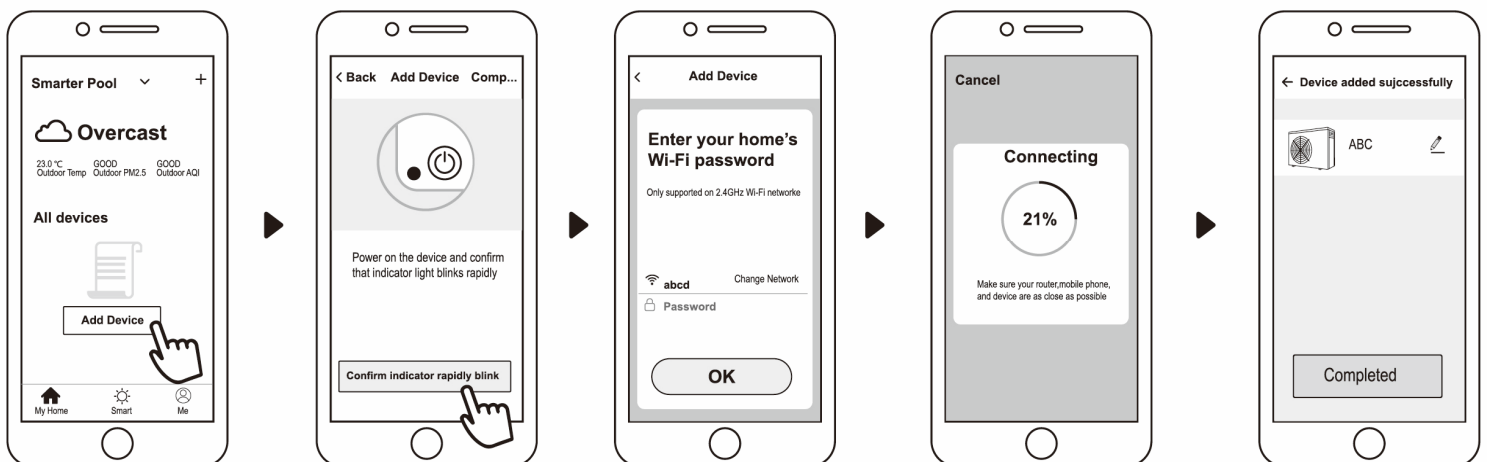 Smarter Pool +
Overcast
23.0 °C GOOD GOOD
Outdoor Temp Outdoor PM2.5 Outdoor AQI
All devices
Add Device
My Home Smart Me
< Back Add Device Comp...
Power on the device and confirm
that indicator light blinks rapidly
Confirm indicator rapidly blink
< Add Device
Enter your home's
Wi-Fi password
Only supported on 2.4GHz Wi-Fi networke
abcd Change Network
Password
OK
Cancel
Connecting
21%
Make sure your router,mobile phone,
and device are as close as possible
← Device added sujccessfully
ABC
Completed